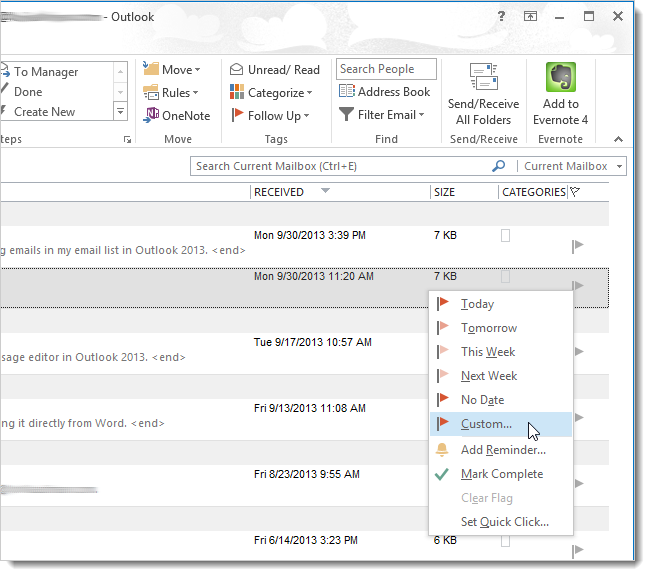 - Outlook
?
To Manager
Done
Create New
teps
Move
Rules
OneNote
Move
Unread/ Read
Categorize
Follow Up
Tags
Search People
Address Book
Filter Email
Find
Send/Receive
All Folders
Send/Receive
Add to
Evernote 4
Evernote
Search Current Mailbox (Ctrl+E)
Current Mailbox
RECEIVED SIZE CATEGORIES
Mon 9/30/2013 3:39 PM 7 KB
g emails in my email list in Outlook 2013. <end>
Mon 9/30/2013 11:20 AM 7 KB
Tue 9/17/2013 10:57 AM
sage editor in Outlook 2013. <end>
Fri 9/13/2013 11:08 AM
ing it directly from Word. <end>
Fri 8/23/2013 9:55 AM
Fri 6/14/2013 3:23 PM 6 KB
Today
Tomorrow
This Week
Next Week
No Date
Custom...
Add Reminder...
Mark Complete
Clear Flag
Set Quick Click...